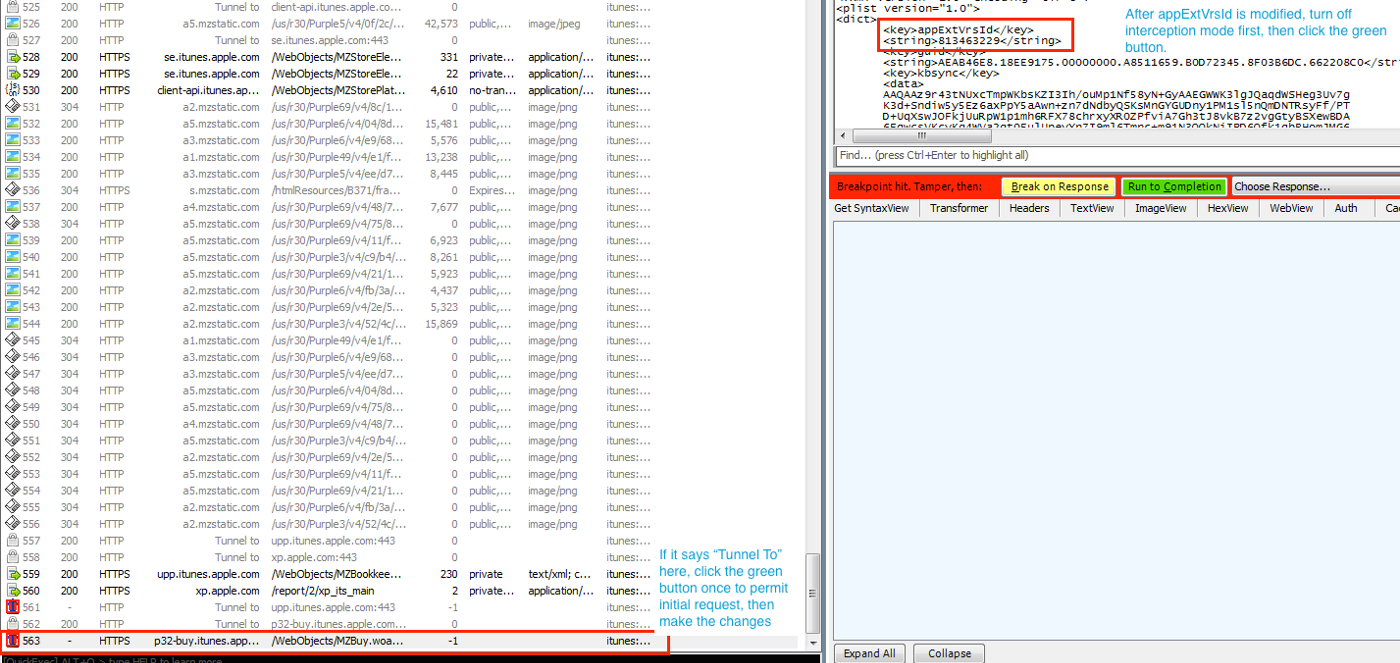 525 Tunnel to client-api.itunes.apple.co... 0 itunes:...
526 200 HTTP a5.mzstatic.com /us/r30/Purple5/v4/0f/2c/... 42,573 public,... image/jpeg itunes:...
527 200 HTTP Tunnel to se.itunes.apple.com:443 0 itunes:...
528 200 HTTPS se.itunes.apple.com /WebObjects/MZStoreEle... 331 private... application/... itunes:...
529 200 HTTPS se.itunes.apple.com /WebObjects/MZStoreEle... 22 private... application/... itunes:...
530 200 HTTPS client-api.itunes.ap... /WebObjects/MZStorePlat... 4,610 no-tran... application/... itunes:...
531 304 HTTP a2.mzstatic.com /us/r30/Purple69/v4/8c/1... 0 public,... image/png itunes:...
532 200 HTTP a5.mzstatic.com /us/r30/Purple6/v4/04/8d... 15,481 public,... image/png itunes:...
533 200 HTTP a3.mzstatic.com /us/r30/Purple6/v4/e9/68... 5,576 public,... image/png itunes:...
534 200 HTTP a1.mzstatic.com /us/r30/Purple49/v4/e1/f... 13,238 public,... image/png itunes:...
535 200 HTTP a3.mzstatic.com /us/r30/Purple5/v4/ee/d7... 8,445 public,... image/png itunes:...
536 304 HTTPS s.mzstatic.com /htmlResources/B371/fra... 0 Expires... itunes:...
537 200 HTTP a4.mzstatic.com /us/r30/Purple69/v4/48/7... 7,677 public,... image/png itunes:...
538 304 HTTP a5.mzstatic.com /us/r30/Purple69/v4/75/8... 0 public,... image/png itunes:...
539 200 HTTP a5.mzstatic.com /us/r30/Purple69/v4/11/f... 6,923 public,... image/png itunes:...
540 200 HTTP a5.mzstatic.com /us/r30/Purple3/v4/c9/b4/... 8,261 public,... image/png itunes:...
541 200 HTTP a5.mzstatic.com /us/r30/Purple69/v4/21/1... 5,923 public,... image/png itunes:...
542 200 HTTP a2.mzstatic.com /us/r30/Purple6/v4/fb/3a/... 4,437 public,... image/png itunes:...
543 200 HTTP a2.mzstatic.com /us/r30/Purple69/v4/2e/5... 5,323 public,... image/png itunes:...
544 200 HTTP a2.mzstatic.com /us/r30/Purple3/v4/52/4c/... 15,869 public,... image/png itunes:...
545 304 HTTP a1.mzstatic.com /us/r30/Purple49/v4/e1/f... 0 public,... image/png itunes:...
546 304 HTTP a3.mzstatic.com /us/r30/Purple6/v4/e9/68... 0 public,... image/png itunes:...
547 304 HTTP a3.mzstatic.com /us/r30/Purple5/v4/ee/d7... 0 public,... image/png itunes:...
548 304 HTTP a5.mzstatic.com /us/r30/Purple6/v4/04/8d... 0 public,... image/png itunes:...
549 304 HTTP a5.mzstatic.com /us/r30/Purple69/v4/75/8... 0 public,... image/png itunes:...
550 304 HTTP a4.mzstatic.com /us/r30/Purple69/v4/48/7... 0 public,... image/png itunes:...
551 304 HTTP a5.mzstatic.com /us/r30/Purple3/v4/c9/b4/... 0 public,... image/png itunes:...
552 304 HTTP a2.mzstatic.com /us/r30/Purple69/v4/2e/5... 0 public,... image/png itunes:...
553 304 HTTP a5.mzstatic.com /us/r30/Purple69/v4/11/f... 0 public,... image/png itunes:...
554 304 HTTP a5.mzstatic.com /us/r30/Purple69/v4/21/1... 0 public,... image/png itunes:...
555 304 HTTP a2.mzstatic.com /us/r30/Purple6/v4/fb/3a/... 0 public,... image/png itunes:...
556 304 HTTP a2.mzstatic.com /us/r30/Purple3/v4/52/4c/... 0 public,... image/png itunes:...
557 200 HTTP Tunnel to upp.itunes.apple.com:443 0 itunes:...
558 200 HTTP Tunnel to xp.apple.com:443 0 itunes:...
559 200 HTTPS upp.itunes.apple.com /WebObjects/MZBookkee... 230 private text/xml; c... itunes:...
560 200 HTTPS xp.apple.com /report/2/xp_its_main 2 private... application/... itunes:...
561 - HTTP Tunnel to upp.itunes.apple.com:443 -1 itunes:...
562 200 HTTP Tunnel to p32-buy.itunes.apple.co... 0 itunes:...
563 - HTTPS p32-buy.itunes.app... /WebObjects/MZBuy.woa... -1 itunes:...
If it says “Tunnel To”
here, click the green
button once to permit
initial request, then
make the changes
<plist version="1.0">
<dict>
<key>appExtVrsId</key>
<string>813463229</string>
<key>guid</key>
<string>AEAB46E8.18EE9175.00000000.A8511659.B0D72345.8F03B6DC.662208C0</str
<key>kbsync</key>
<data>
AAQAAz9r43tNUxcTmpWKbsKZI3Ih/ouMp1Nf58yN+GyAAEGWWK3lgJQaqdWSHeg3Uv7g
K3d+Sndiw5y5Ez6axPpY5aAwn+zn7dNdbyQSKsMnGYGUDny1PM1sl5nQmDNTRsyFf/PT
D+UqXswJOFkjUuRpW1p1mh6RFX78chrxyXROZPfviA7Gh3tJ8vkB7z2vgGtyBSXewBDA
After appExtVrsId is modified, turn off
interception mode first, then click the green
button.
Find... (press Ctrl+Enter to highlight all)
Breakpoint hit. Tamper, then: Break on Response Run to Completion Choose Response...
Get SyntaxView Transformer Headers TextView ImageView HexView WebView Auth Ca
Expand All Collapse
[QuickExec] ALT+Q > type HELP to learn more